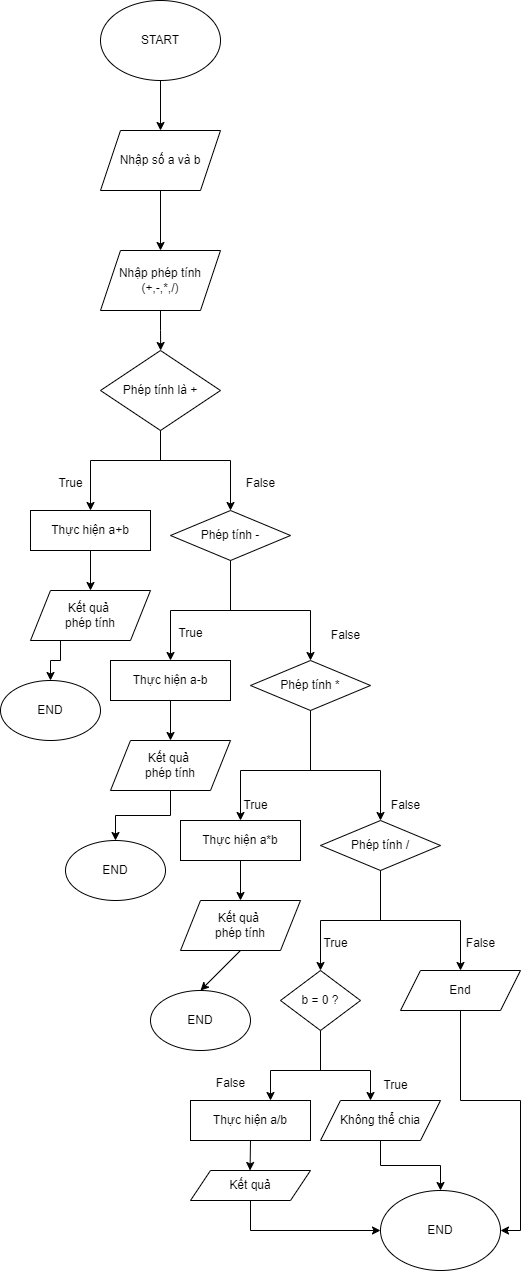 START
Nhập số a và b
Nhập phép tính
(+,-,*,/)
Phép tính là +
True
False
Thực hiện a+b
Phép tính -
Kết quả
phép tính
True
False
END
Thực hiện a-b
Phép tính *
Kết quả
phép tính
True
False
Thực hiện a*b
Phép tính /
END
Kết quả
phép tính
True
False
END
b = 0 ?
End
False
True
Thực hiện a/b
Không thể chia
Kết quả
END